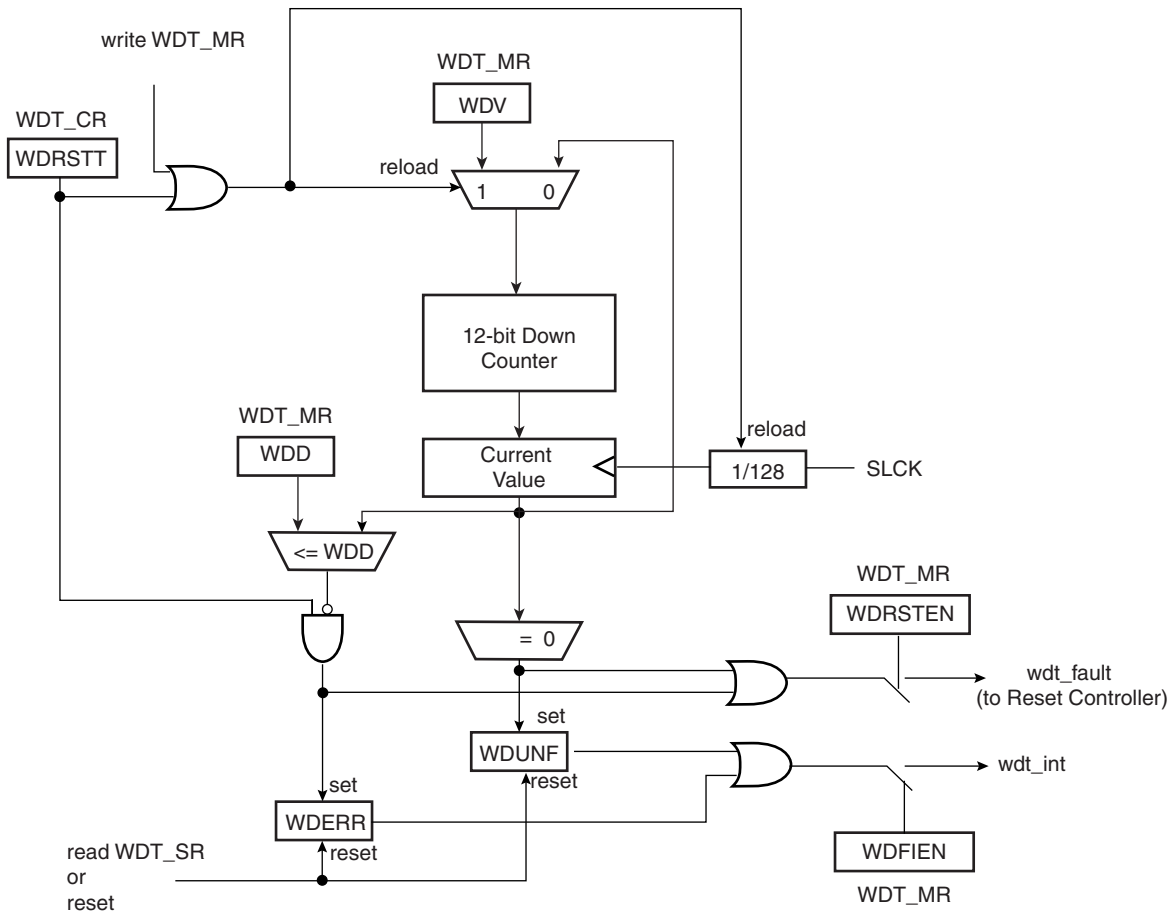 write WDT_MR
WDT_MR
WDV
WDT_CR
WDRSTT
reload
1 0
12-bit Down
Counter
WDT_MR
WDD
reload
Current
Value
1/128
SLCK
<= WDD
WDT_MR
WDRSTEN
= 0
wdt_fault
(to Reset Controller)
set
WDUNF
reset
wdt_int
set
WDERR
reset
WDFIEN
WDT_MR
read WDT_SR
or
reset